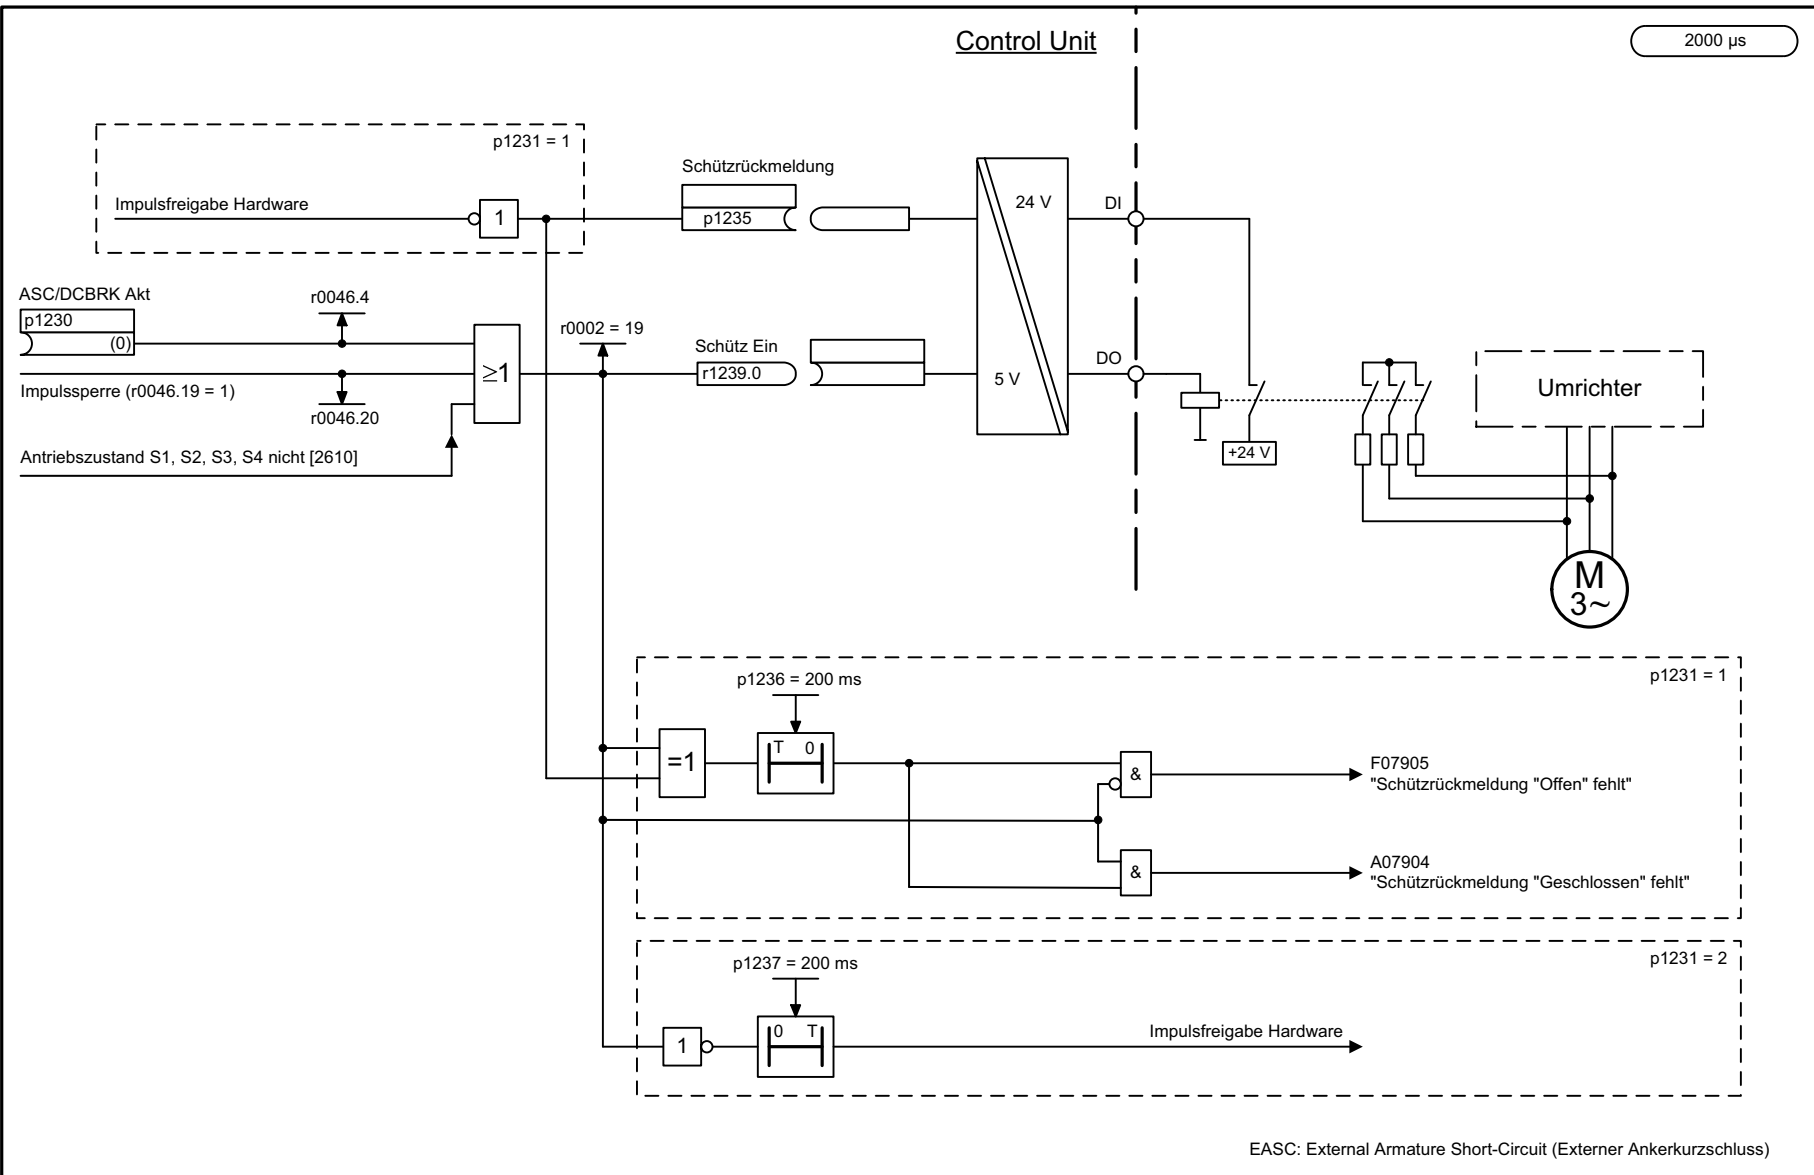 Control Unit
2000 µs
p1231 = 1
Schützrückmeldung
Impulsfreigabe Hardware
1
p1235
24 V
DI
ASC/DCBRK Akt
p1230
(0)
r0046.4
r0002 = 19
Schütz Ein
r1239.0
≥1
5 V
DO
Impulssperre (r0046.19 = 1)
r0046.20
Antriebszustand S1, S2, S3, S4 nicht [2610]
+24 V
Umrichter
M
3~
p1231 = 1
p1236 = 200 ms
=1
T 0
&
F07905
"Schützrückmeldung "Offen" fehlt"
&
A07904
"Schützrückmeldung "Geschlossen" fehlt"
p1231 = 2
p1237 = 200 ms
1
0 T
Impulsfreigabe Hardware
EASC: External Armature Short-Circuit (Externer Ankerkurzschluss)